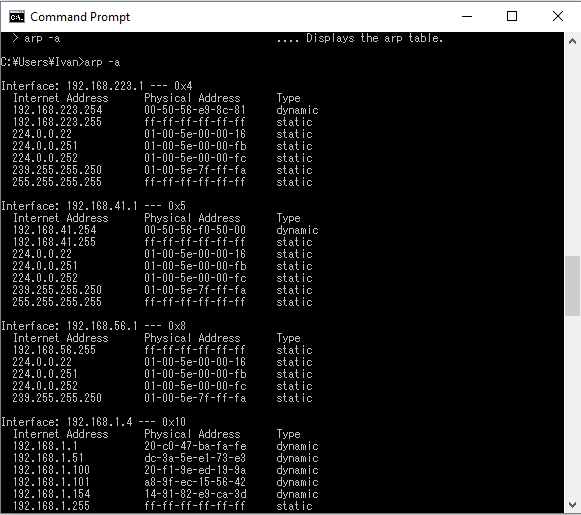 Command Prompt
> arp -a .... Displays the arp table.
C:¥Users¥Ivan>arp -a
Interface: 192.168.223.1 --- 0x4
Internet Address Physical Address Type
192.168.223.254 00-50-56-e9-8c-81 dynamic
192.168.223.255 ff-ff-ff-ff-ff-ff static
224.0.0.22 01-00-5e-00-00-16 static
224.0.0.251 01-00-5e-00-00-fb static
224.0.0.252 01-00-5e-00-00-fc static
239.255.255.250 01-00-5e-7f-ff-fa static
255.255.255.255 ff-ff-ff-ff-ff-ff static
Interface: 192.168.41.1 --- 0x5
Internet Address Physical Address Type
192.168.41.254 00-50-56-f0-50-00 dynamic
192.168.41.255 ff-ff-ff-ff-ff-ff static
224.0.0.22 01-00-5e-00-00-16 static
224.0.0.251 01-00-5e-00-00-fb static
224.0.0.252 01-00-5e-00-00-fc static
239.255.255.250 01-00-5e-7f-ff-fa static
255.255.255.255 ff-ff-ff-ff-ff-ff static
Interface: 192.168.56.1 --- 0x8
Internet Address Physical Address Type
192.168.56.255 ff-ff-ff-ff-ff-ff static
224.0.0.22 01-00-5e-00-00-16 static
224.0.0.251 01-00-5e-00-00-fb static
224.0.0.252 01-00-5e-00-00-fc static
239.255.255.250 01-00-5e-7f-ff-fa static
Interface: 192.168.1.4 --- 0x10
Internet Address Physical Address Type
192.168.1.1 20-c0-47-ba-fa-fe dynamic
192.168.1.51 dc-3a-5e-e1-73-e3 dynamic
192.168.1.100 20-f1-9e-ed-19-9a dynamic
192.168.1.101 a8-9f-ec-15-56-42 dynamic
192.168.1.154 14-91-82-e9-ca-3d dynamic
192.168.1.255 ff-ff-ff-ff-ff-ff static